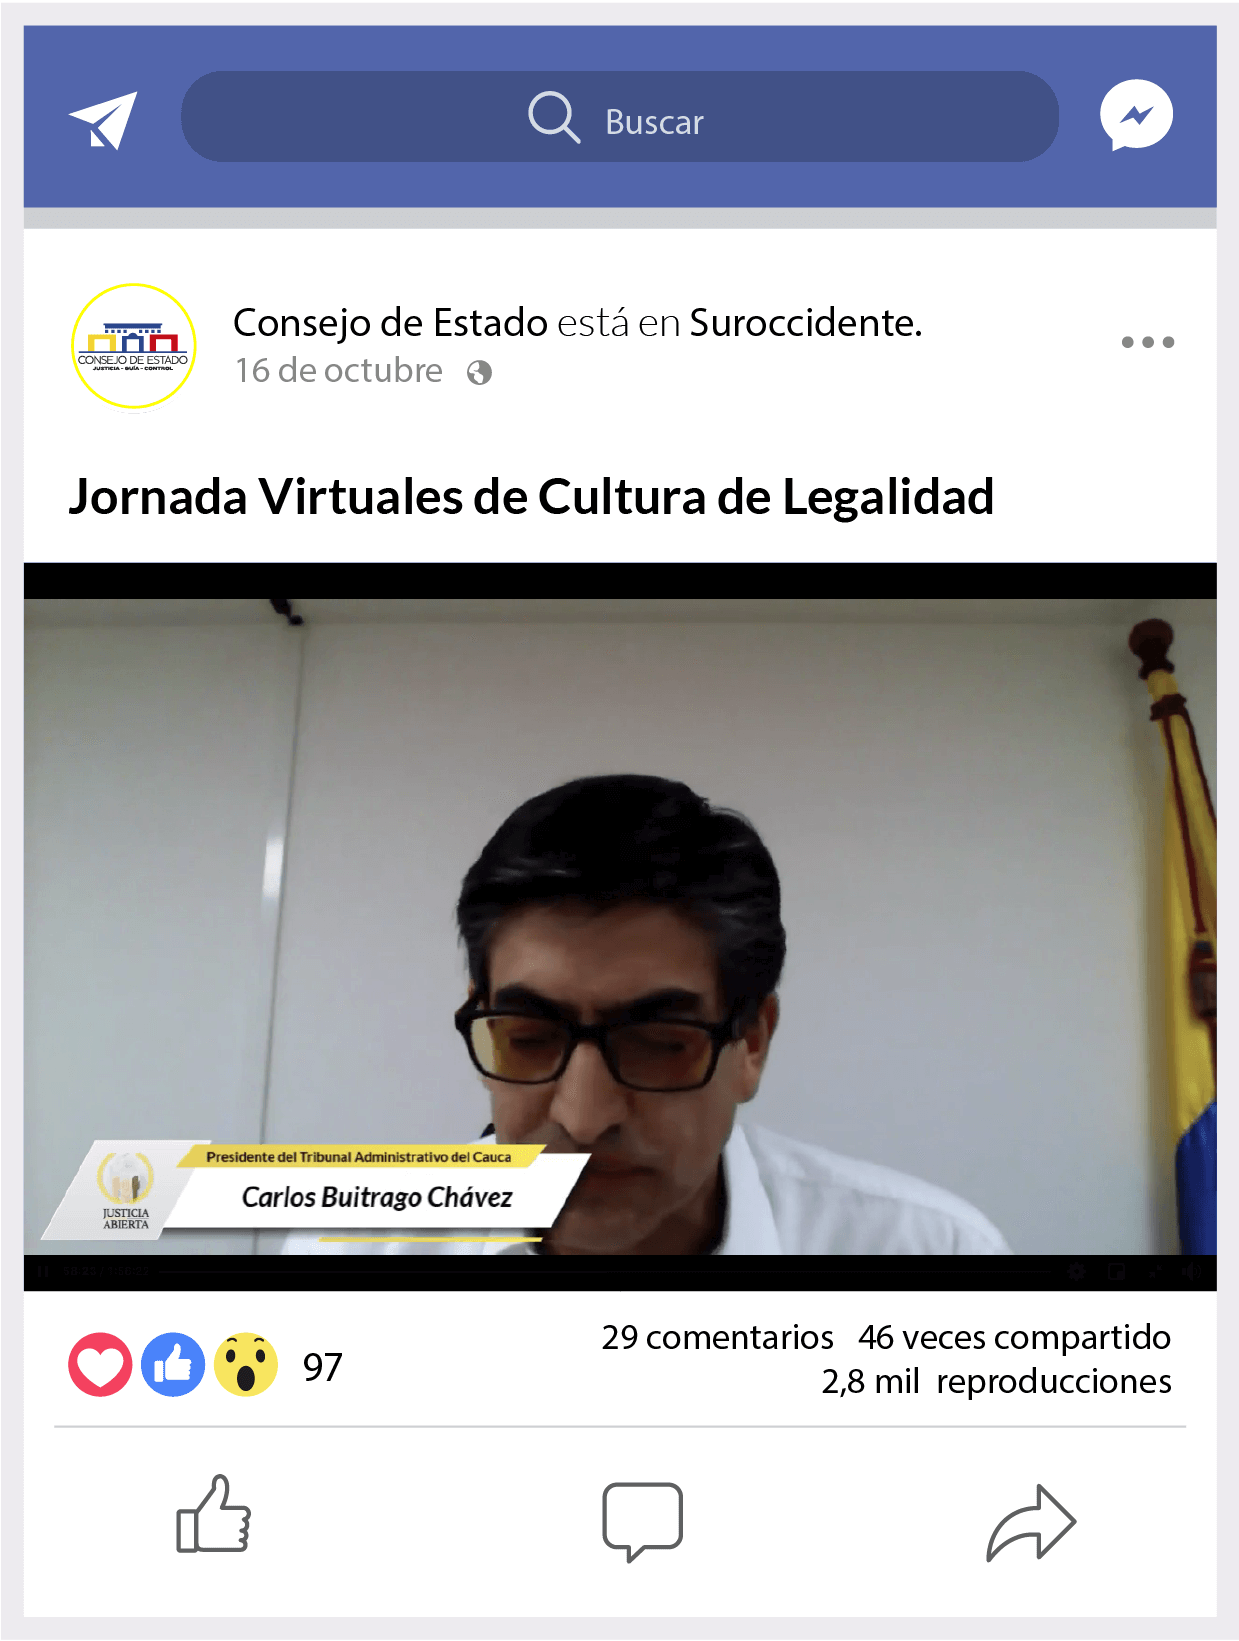 Buscar
Consejo de Estado está en Suroccidente.
16 de octubre
CONSEJO DE ESTADO
JUSTICIA - GUÍA - CONTROL
Jornada Virtuales de Cultura de Legalidad
Presidente del Tribunal Administrativo del Cauca
Carlos Buitrago Chávez
JUSTICIA
ABIERTA
97
29 comentarios 46 veces compartido
2,8 mil reproducciones